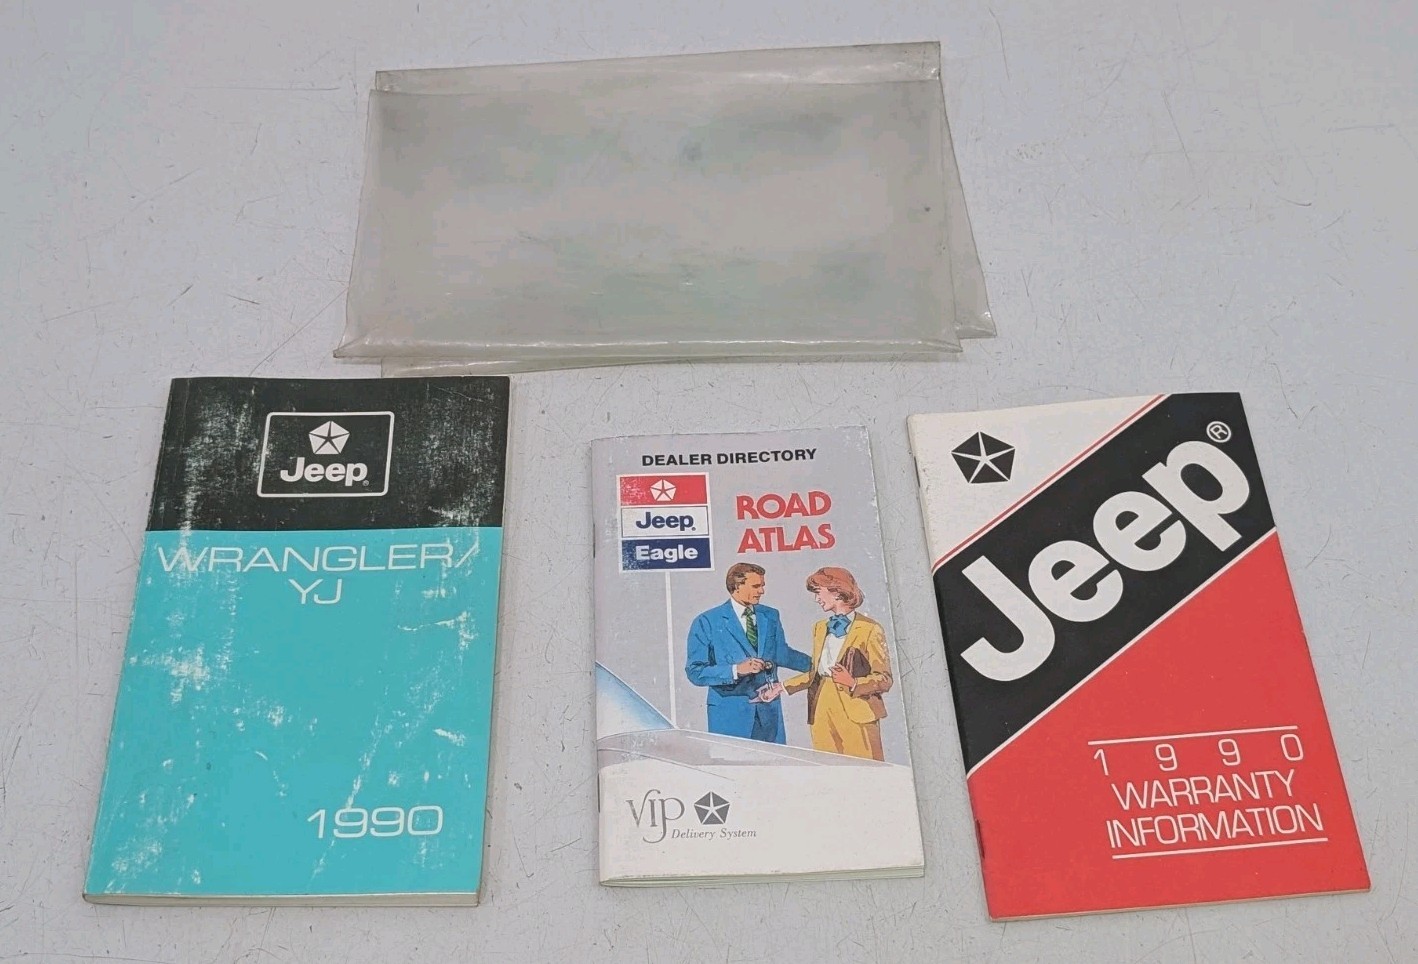 Jeep®
WRANGLER/
YJ
1990
DEALER DIRECTORY
Jeep®
Eagle
ROAD
ATLAS
vip
Delivery System
Jeep®
1990
WARRANTY
INFORMATION